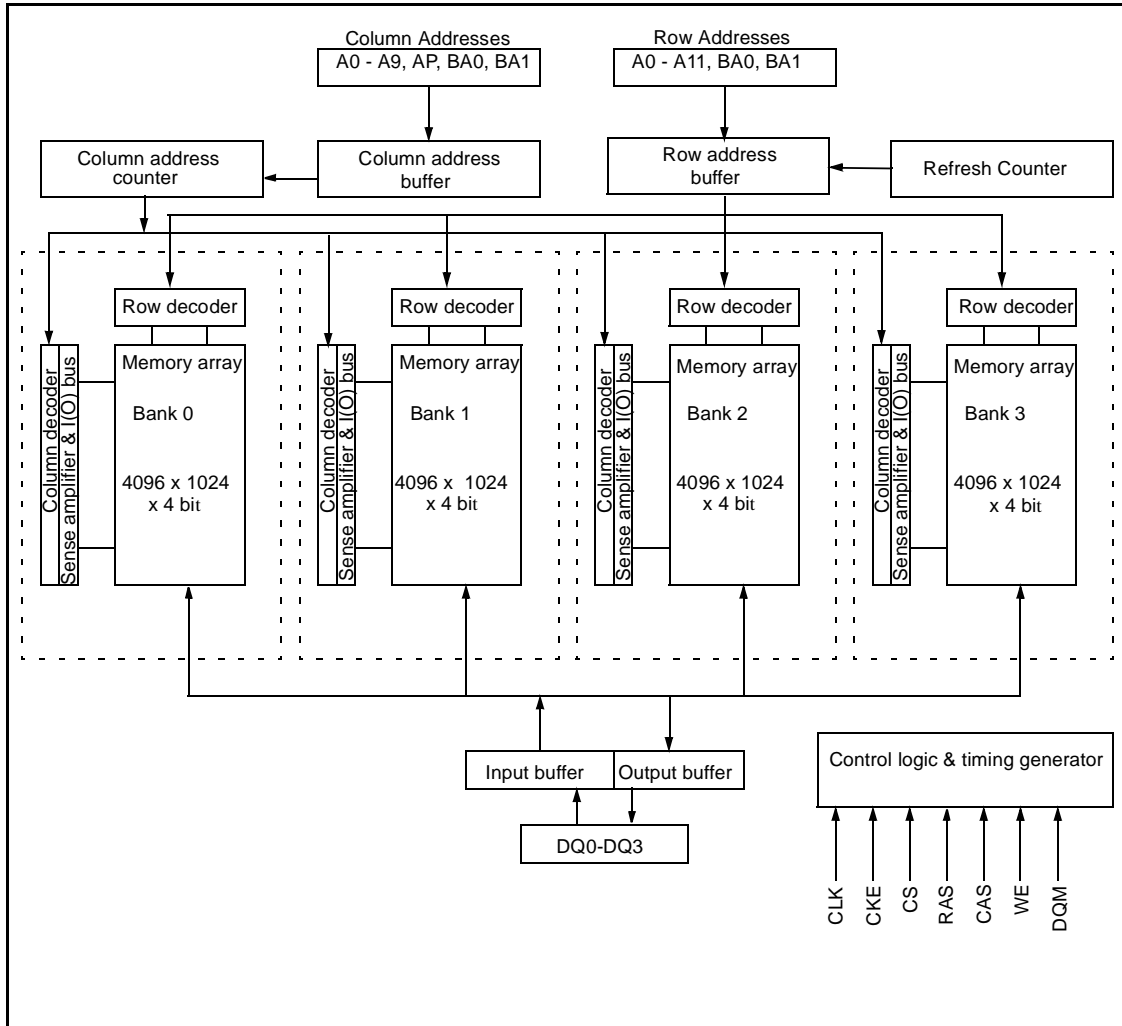 Column Addresses
A0 - A9, AP, BA0, BA1
Row Addresses
A0 - A11, BA0, BA1
Column address
counter
Column address
buffer
Row address
buffer
Refresh Counter
Row decoder
Row decoder
Row decoder
Row decoder
Column decoder
Sense amplifier & I(O) bus
Memory array
Bank 0
4096 x 1024
x 4 bit
Column decoder
Sense amplifier & I(O) bus
Memory array
Bank 1
4096 x 1024
x 4 bit
Column decoder
Sense amplifier & I(O) bus
Memory array
Bank 2
4096 x 1024
x 4 bit
Column decoder
Sense amplifier & I(O) bus
Memory array
Bank 3
4096 x 1024
x 4 bit
Input buffer
Output buffer
DQ0-DQ3
Control logic & timing generator
CLK
CKE
CS
RAS
CAS
WE
DQM